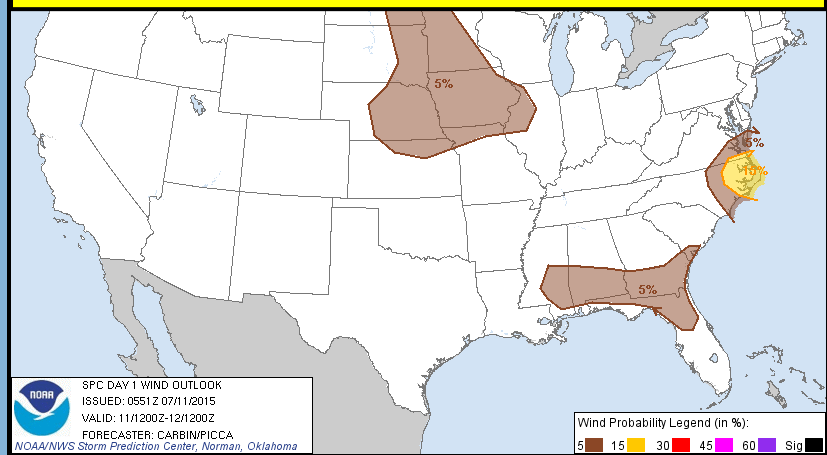 5%
5%
15%
5%
NOAA
SPC DAY 1 WIND OUTLOOK
ISSUED: 0551Z 07/11/2015
VALID: 11/1200Z-12/1200Z
FORECASTER: CARBIN/PICCA
NOAA/NWS Storm Prediction Center, Norman, Oklahoma
Wind Probability Legend (in %):
5 15 30 45 60 Sig